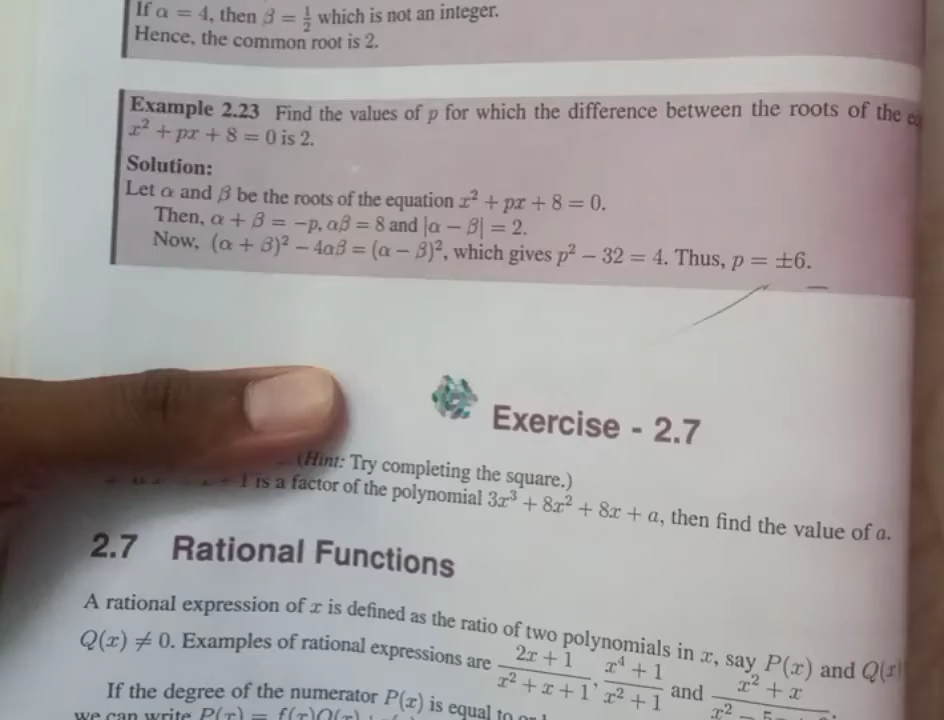 If α = 4, then β = 1/2 which is not an integer.
Hence, the common root is 2.
Example 2.23 Find the values of p for which the difference between the roots of the
x² + px + 8 = 0 is 2.
Solution:
Let α and β be the roots of the equation x² + px + 8 = 0.
Then, α + β = −p, αβ = 8 and |α − β| = 2.
Now, (α + β)² − 4αβ = (α − β)², which gives p² − 32 = 4. Thus, p = ±6.
Exercise - 2.7
(Hint: Try completing the square.)
1 is a factor of the polynomial 3x³ + 8x² + 8x + a, then find the value of a.
2.7 Rational Functions
A rational expression of x is defined as the ratio of two polynomials in x, say P(x) and Q(x)
Q(x) ≠ 0. Examples of rational expressions are (2x + 1)/(x² + x + 1), (x⁴ + 1)/(x² + 1) and x² + x
If the degree of the numerator P(x) is equal to
we can write P(x) =